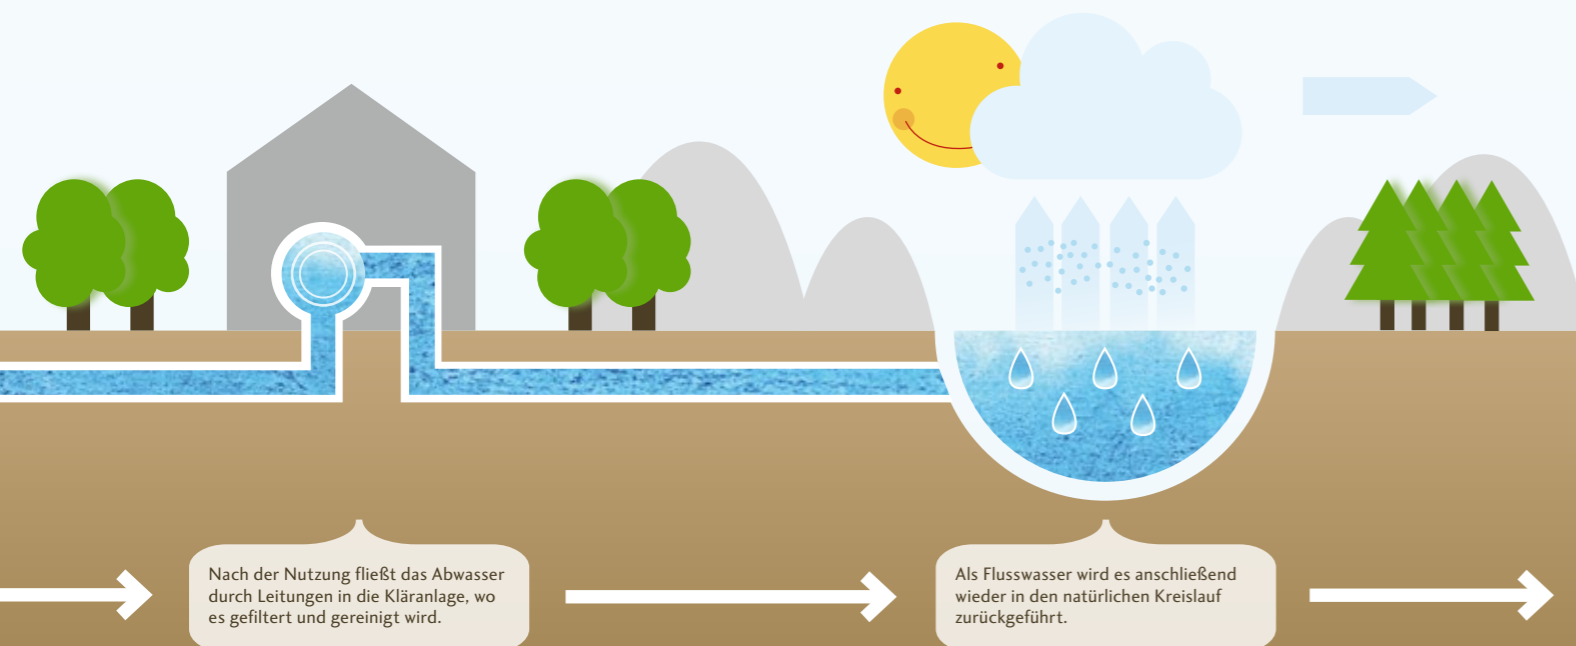 Nach der Nutzung fließt das Abwasser
durch Leitungen in die Kläranlage, wo
es gefiltert und gereinigt wird.
Als Flusswasser wird es anschließend
wieder in den natürlichen Kreislauf
zurückgeführt.